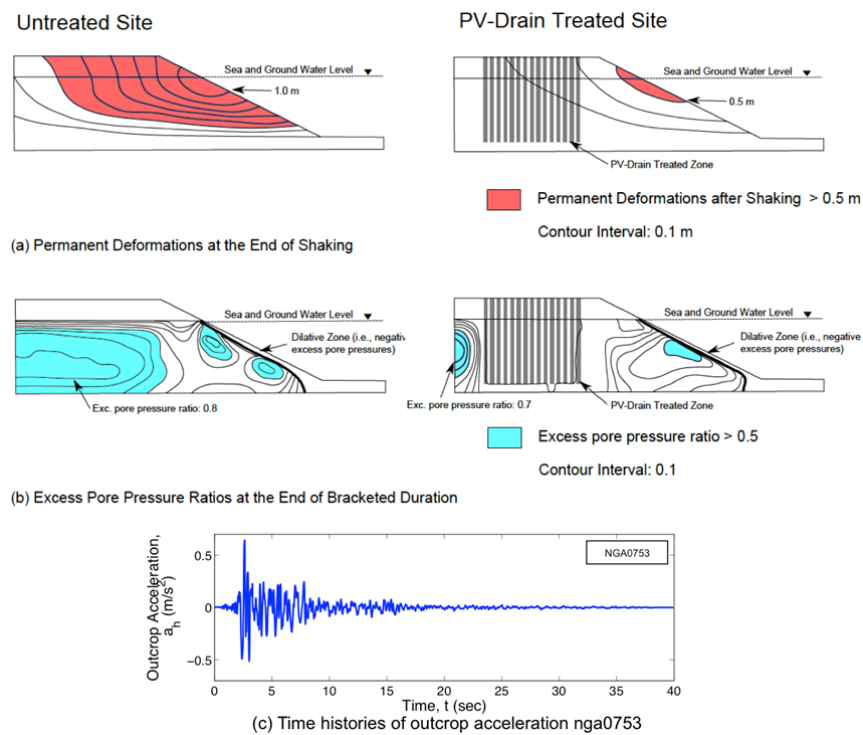 Untreated Site
PV-Drain Treated Site
Sea and Ground Water Level
1.0 m
Sea and Ground Water Level
0.5 m
PV-Drain Treated Zone
Permanent Deformations after Shaking > 0.5 m
Contour Interval: 0.1 m
(a) Permanent Deformations at the End of Shaking
Sea and Ground Water Level
Dilative Zone (i.e., negative
excess pore pressures)
Exc. pore pressure ratio: 0.8
Sea and Ground Water Level
Dilative Zone (i.e., negative
excess pore pressures)
Exc. pore pressure ratio: 0.7
PV-Drain Treated Zone
Excess pore pressure ratio > 0.5
Contour Interval: 0.1
(b) Excess Pore Pressure Ratios at the End of Bracketed Duration
Outcrop Acceleration,
a_h (m/s²)
0.5
0
−0.5
NGA0753
0 5 10 15 20 25 30 35 40
Time, t (sec)
(c) Time histories of outcrop acceleration nga0753